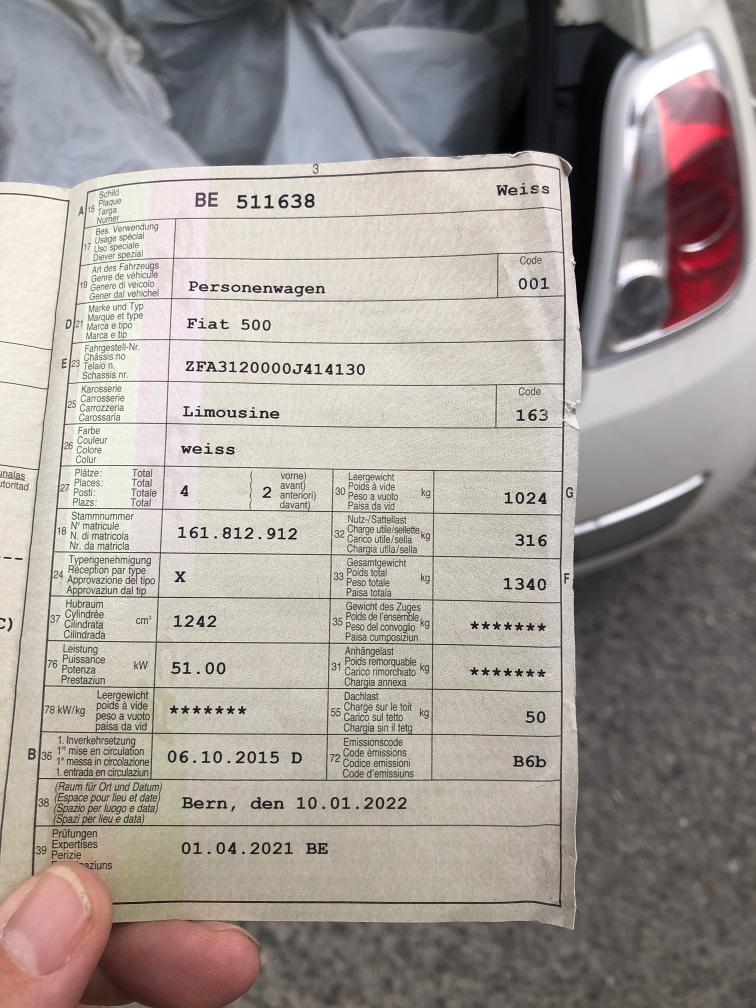 3
A 15 Schild
Plaque
Targa
Numer
BE 511638
Weiss
17 Bes. Verwendung
Usage spécial
Uso speciale
Diever spezial
19 Art des Fahrzeugs
Genre de véhicule
Genere di veicolo
Gener dal vehichel
Personenwagen
Code
001
D 21 Marke und Typ
Marque et type
Marca e tipo
Marca e tip
Fiat 500
E 23 Fahrgestell-Nr.
Châssis no
Telaio n.
Schassis nr.
ZFA3120000J414130
25 Karosserie
Carrosserie
Carrozzeria
Carossaria
Limousine
Code
163
26 Farbe
Couleur
Colore
Colur
weiss
27 Plätze: Total
Places: Total
Posti: Totale
Plazs: Total
4
( vorne)
( avant)
2 anteriori)
( davant)
30 Leergewicht
Poids à vide
Peso a vuoto
Paisa da vid
kg
1024
G
18 Stammnummer
N° matricule
N. di matricola
Nr. da matricla
161.812.912
32 Nutz-/Sattellast
Charge utile/sellette
Carico utile/sella
Chargia utila/sella
kg
316
24 Typengenehmigung
Réception par type
Approvazione del tipo
Approvaziun dal tip
X
33 Gesamtgewicht
Poids total
Peso totale
Paisa totala
kg
1340
F
37 Hubraum
Cylindrée
Cilindrata
Cilindrada
cm³
1242
35 Gewicht des Zuges
Poids de l'ensemble
Peso del convoglio
Paisa cumposiziun
kg
*******
76 Leistung
Puissance
Potenza
Prestaziun
kW
51.00
31 Anhängelast
Poids remorquable
Carico rimorchiato
Chargia annexa
kg
*******
78 kW/kg
Leergewicht
poids à vide
peso a vuoto
paisa da vid
*******
55 Dachlast
Charge sur le toit
Carico sul tetto
Chargia sin il tetg
kg
50
B 36 1. Inverkehrsetzung
1re mise en circulation
1a messa in circolazione
1. entrada en circulaziun
06.10.2015 D
72 Emissionscode
Code émissions
Codice emissioni
Code d'emissiuns
B6b
38 (Raum für Ort und Datum)
(Espace pour lieu et date)
(Spazio per luogo e data)
(Spazi per lieu e data)
Bern, den 10.01.2022
39 Prüfungen
Expertises
Perizie
01.04.2021 BE